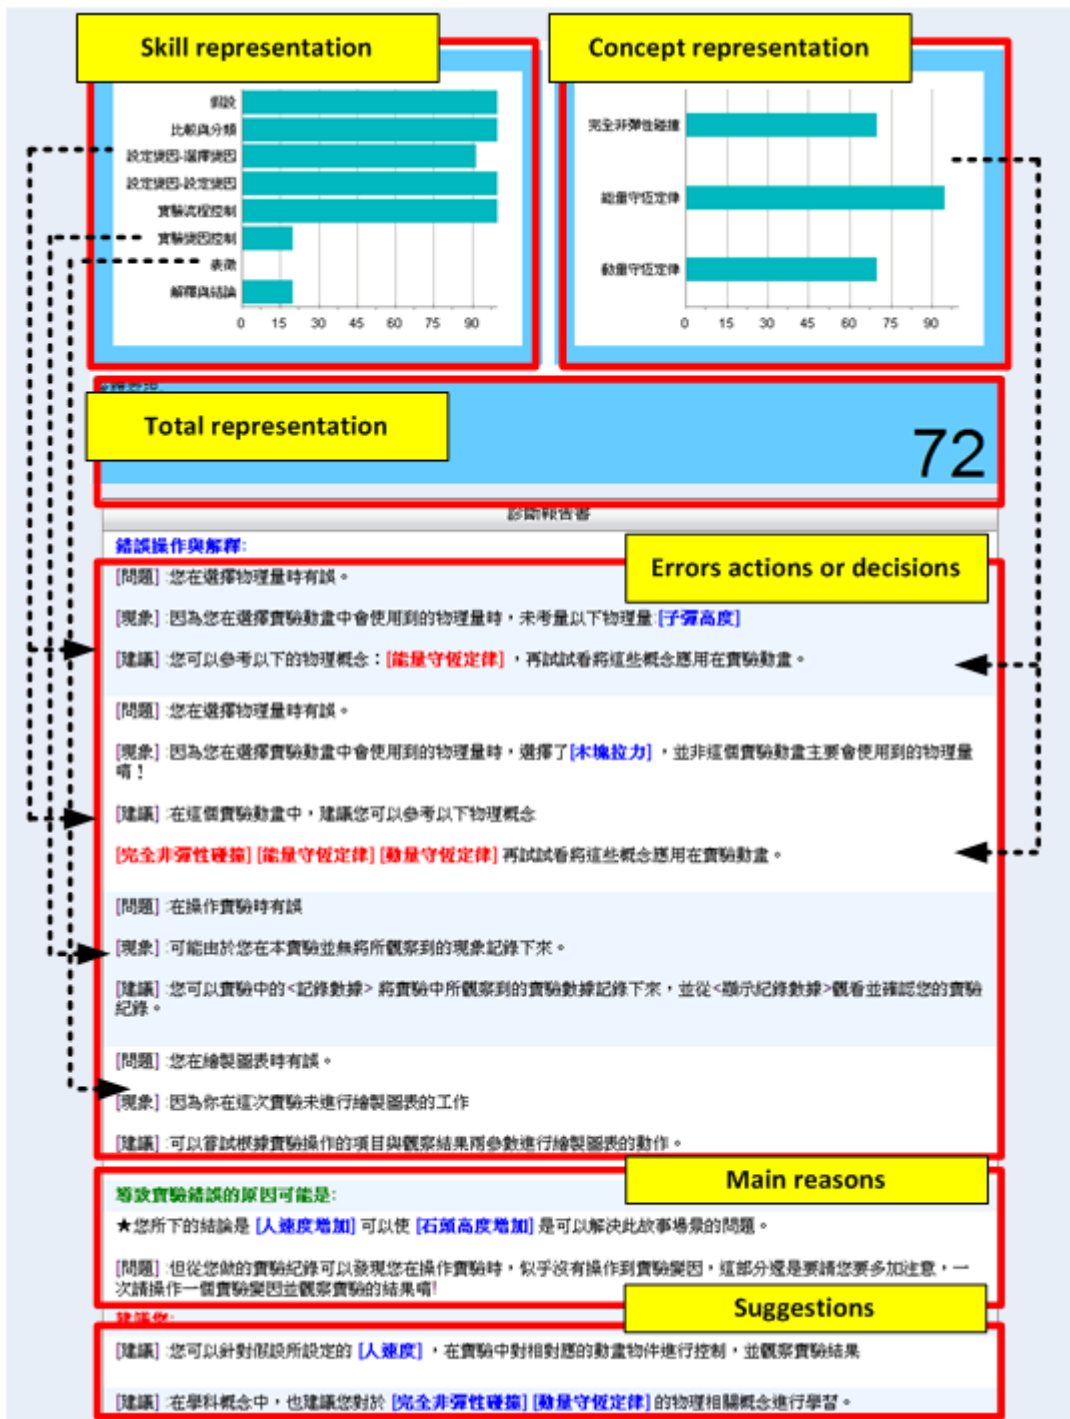 Skill representation
Concept representation
假設
比較與分類
設定變因-選擇變因
設定變因-設定變因
實驗流程控制
實驗變因控制
表徵
解釋與結論
0 15 30 45 60 75 90
完全非彈性碰撞
能量守恆定律
動量守恆定律
0 15 30 45 60 75 90
Total representation
72
診斷報告書
錯誤操作與解釋:
Errors actions or decisions
[問題] :您在選擇物理量時有誤。
[現象] :因為您在選擇實驗動畫中會使用到的物理量時，未考量以下物理量:[子彈高度]
[建議] :您可以參考以下的物理概念：[能量守恆定律] ，再試試看將這些概念應用在實驗動畫。
[問題] :您在選擇物理量時有誤。
[現象] :因為您在選擇實驗動畫中會使用到的物理量時，選擇了[木塊拉力] ，並非這個實驗動畫主要會使用到的物理量
唷！
[建議] :在這個實驗動畫中，建議您可以參考以下物理概念
[完全非彈性碰撞] [能量守恆定律] [動量守恆定律] 再試試看將這些概念應用在實驗動畫。
[問題] :在操作實驗時有誤
[現象] :可能由於您在本實驗並無將所觀察到的現象記錄下來。
[建議] :您可以實驗中的<記錄數據> 將實驗中所觀察到的實驗數據記錄下來，並從<顯示紀錄數據>觀看並確認您的實驗
紀錄。
[問題] :您在繪製圖表時有誤。
[現象] :因為你在這次實驗未進行繪製圖表的工作
[建議] :可以嘗試根據實驗操作的項目與觀察結果兩參數進行繪製圖表的動作。
Main reasons
導致實驗錯誤的原因可能是:
★您所下的結論是 [人速度增加] 可以使 [石頭高度增加] 是可以解決此故事場景的問題。
[問題] :但從您做的實驗紀錄可以發現您在操作實驗時，似乎沒有操作到實驗變因，這部分還是要請您要多加注意，一
次請操作一個實驗變因並觀察實驗的結果唷!
Suggestions
建議您:
[建議] :您可以針對假設所設定的 [人速度] ，在實驗中對相對應的動畫物件進行控制，並觀察實驗結果
[建議] :在學科概念中，也建議您對於 [完全非彈性碰撞] [動量守恆定律] 的物理相關概念進行學習。